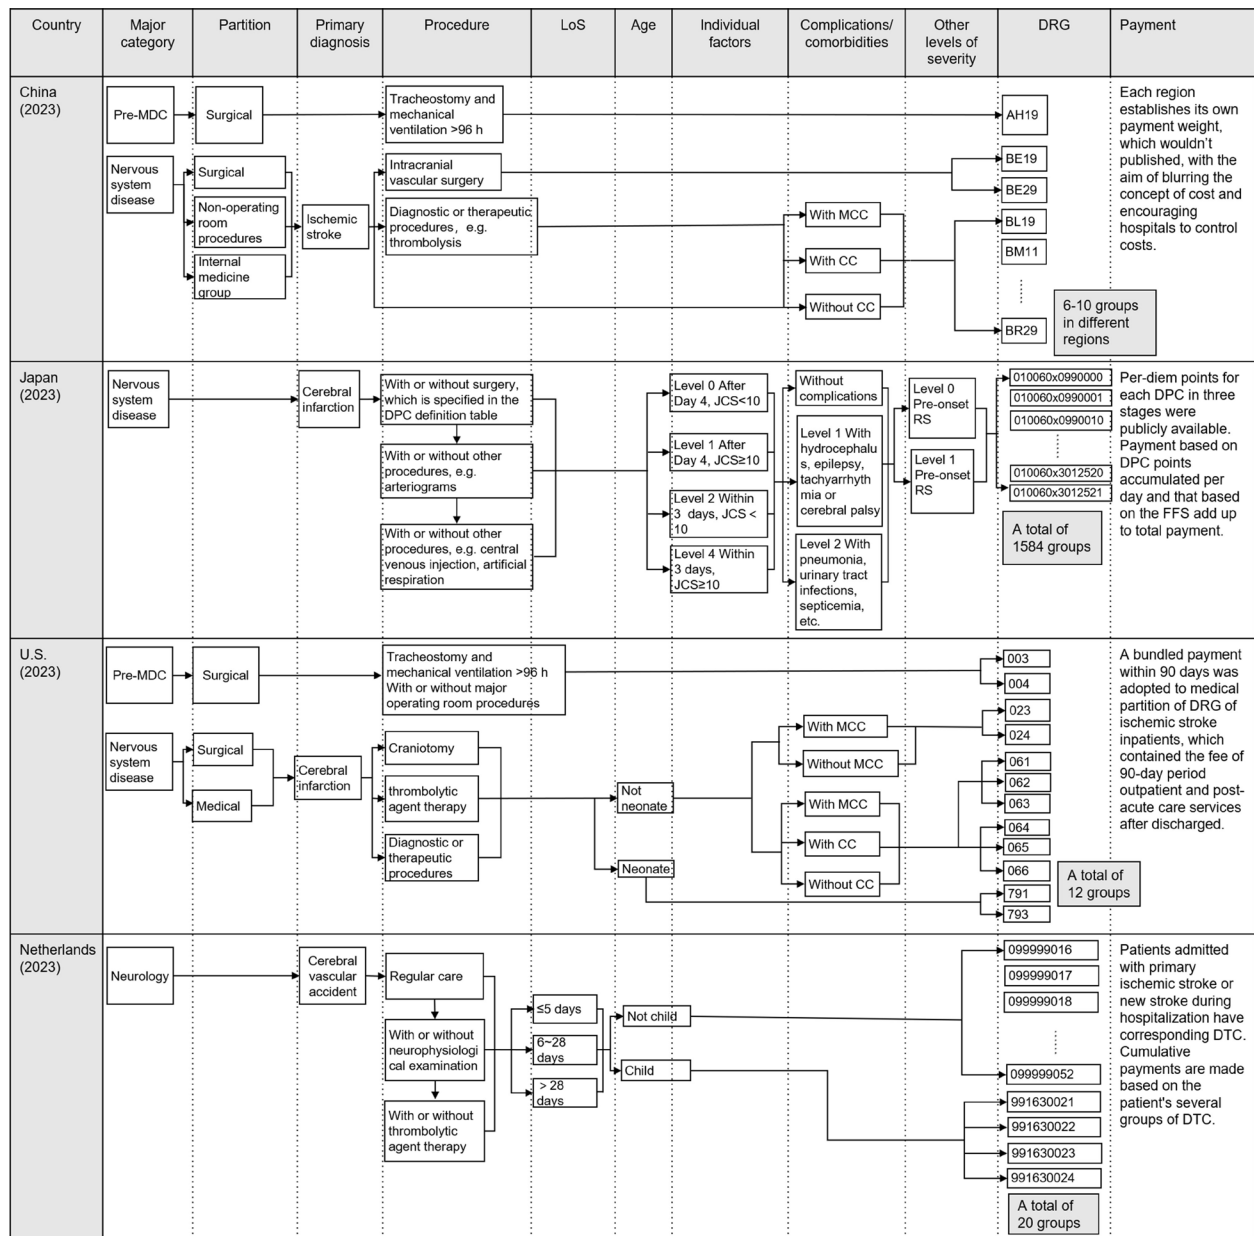 Country
Major
category
Partition
Primary
diagnosis
Procedure
LoS
Age
Individual
factors
Complications/
comorbidities
Other
levels of
severity
DRG
Payment
China
(2023)
Pre-MDC
Surgical
Tracheostomy and
mechanical
ventilation >96 h
AH19
Nervous
system
disease
Surgical
Non-operating
room
procedures
Internal
medicine
group
Ischemic
stroke
Intracranial
vascular surgery
Diagnostic or therapeutic
procedures, e.g.
thrombolysis
With MCC
With CC
Without CC
BE19
BE29
BL19
BM11
BR29
6-10 groups
in different
regions
Each region
establishes its own
payment weight,
which wouldn't
published, with the
aim of blurring the
concept of cost and
encouraging
hospitals to control
costs.
Japan
(2023)
Nervous
system
disease
Cerebral
infarction
With or without surgery,
which is specified in the
DPC definition table
With or without other
procedures, e.g.
arteriograms
With or without other
procedures, e.g. central
venous injection, artificial
respiration
Level 0 After
Day 4, JCS<10
Level 1 After
Day 4, JCS≥10
Level 2 Within
3 days, JCS <
10
Level 4 Within
3 days,
JCS≥10
Without
complications
Level 1 With
hydrocephal
us, epilepsy,
tachyarrhyth
mia or
cerebral palsy
Level 2 With
pneumonia,
urinary tract
infections,
septicemia,
etc.
Level 0
Pre-onset
RS
Level 1
Pre-onset
RS
010060x0990000
010060x0990001
010060x0990010
010060x3012520
010060x3012521
A total of
1584 groups
Per-diem points for
each DPC in three
stages were
publicly available.
Payment based on
DPC points
accumulated per
day and that based
on the FFS add up
to total payment.
U.S.
(2023)
Pre-MDC
Surgical
Tracheostomy and
mechanical ventilation >96 h
With or without major
operating room procedures
003
004
Nervous
system
disease
Surgical
Medical
Cerebral
infarction
Craniotomy
thrombolytic
agent therapy
Diagnostic or
therapeutic
procedures
Not
neonate
Neonate
With MCC
Without MCC
With MCC
With CC
Without CC
023
024
061
062
063
064
065
066
791
793
A total of
12 groups
A bundled payment
within 90 days was
adopted to medical
partition of DRG of
ischemic stroke
inpatients, which
contained the fee of
90-day period
outpatient and post-
acute care services
after discharged.
Netherlands
(2023)
Neurology
Cerebral
vascular
accident
Regular care
With or without
neurophysiologi
cal examination
With or without
thrombolytic
agent therapy
≤5 days
6~28
days
> 28
days
Not child
Child
099999016
099999017
099999018
099999052
991630021
991630022
991630023
991630024
A total of
20 groups
Patients admitted
with primary
ischemic stroke or
new stroke during
hospitalization have
corresponding DTC.
Cumulative
payments are made
based on the
patient's several
groups of DTC.